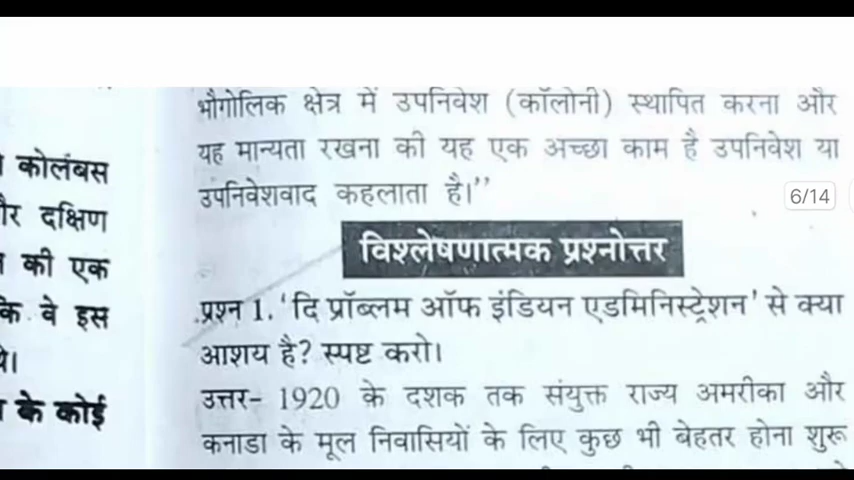 कोलंबस
दक्षिण
की एक
वे इस
के कोई
भौगोलिक क्षेत्र में उपनिवेश (कॉलोनी) स्थापित करना और
यह मान्यता रखना की यह एक अच्छा काम है उपनिवेश या
उपनिवेशवाद कहलाता है।”
6/14
विश्लेषणात्मक प्रश्नोत्तर
प्रश्न 1. 'दि प्रॉब्लम ऑफ इंडियन एडमिनिस्ट्रेशन' से क्या
आशय है? स्पष्ट करो।
उत्तर- 1920 के दशक तक संयुक्त राज्य अमरीका और
कनाडा के मूल निवासियों के लिए कुछ भी बेहतर होना शुरू